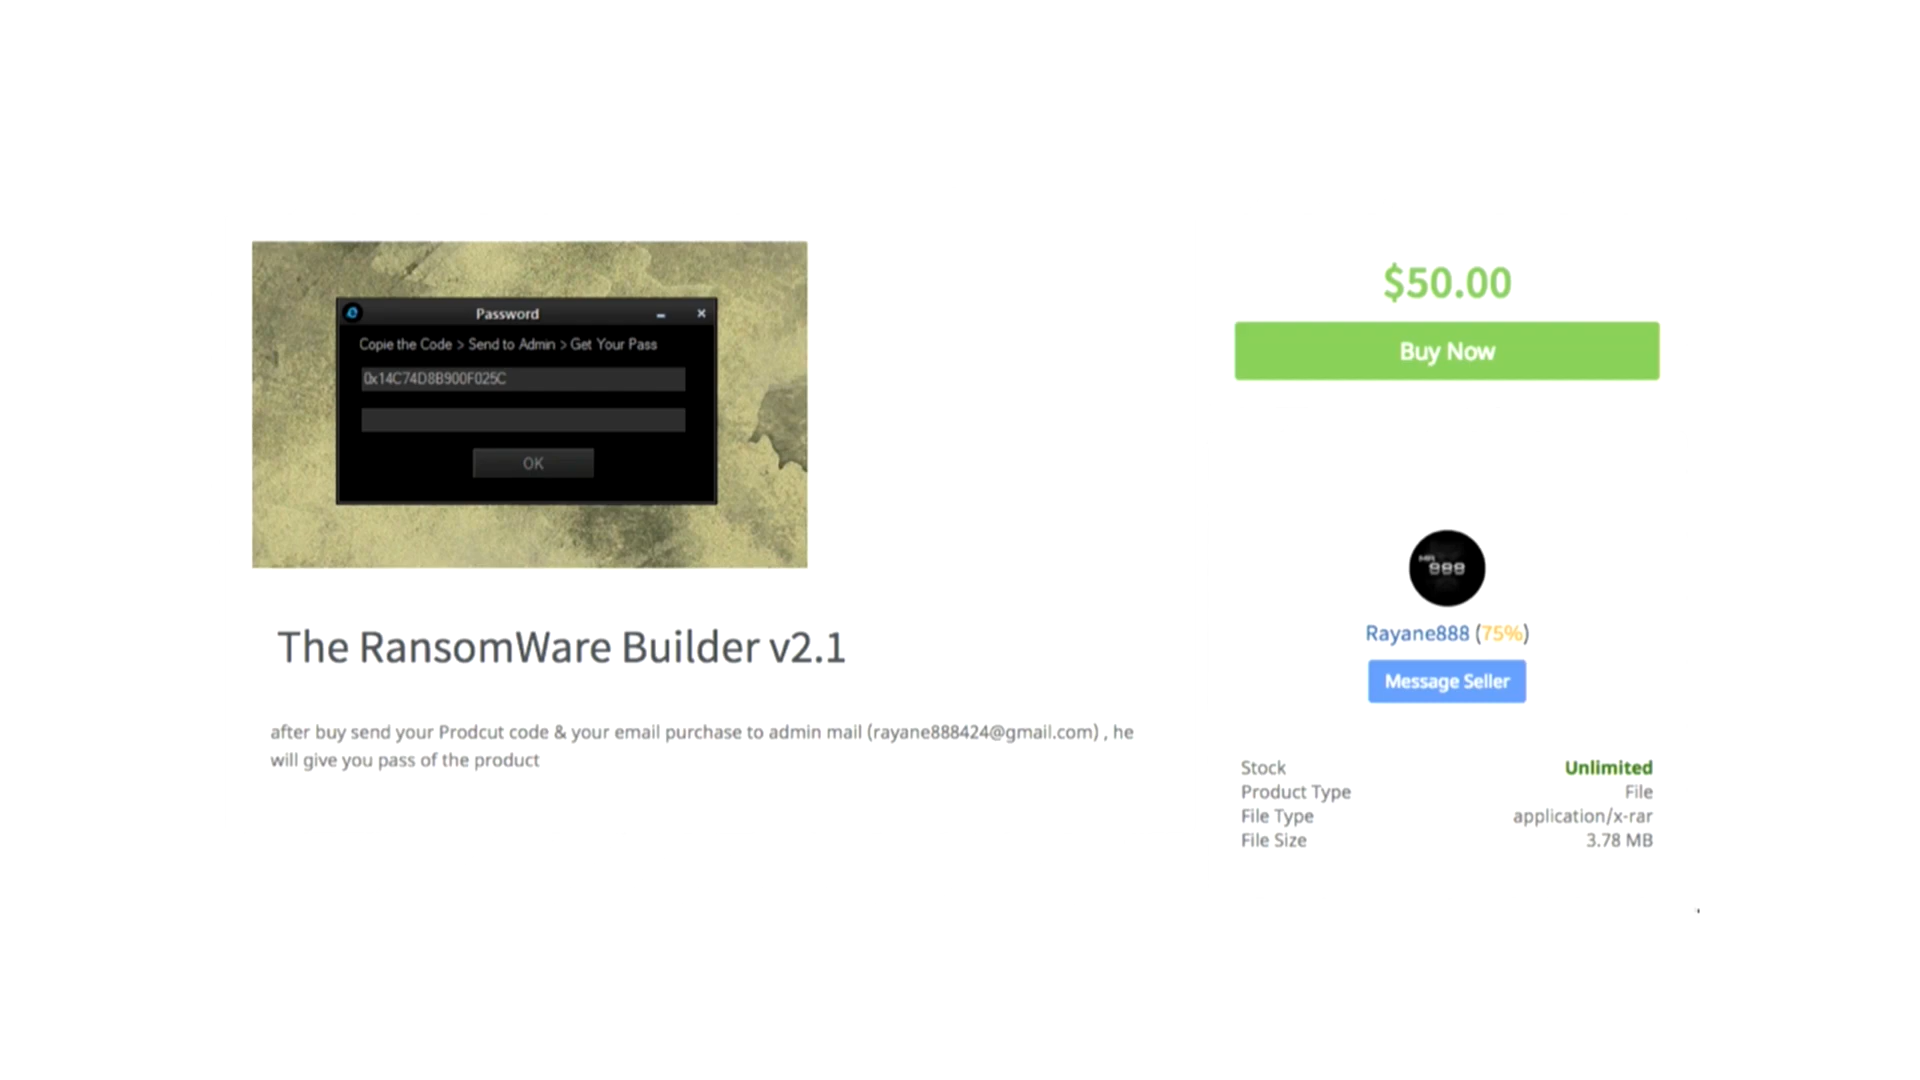 Password
Copie the Code > Send to Admin > Get Your Pass
0x14C74D8B900F025C
OK
The RansomWare Builder v2.1
after buy send your Prodcut code & your email purchase to admin mail (rayane888424@gmail.com) , he
will give you pass of the product
$50.00
Buy Now
MR
888
Rayane888 (75%)
Message Seller
Stock Unlimited
Product Type File
File Type application/x-rar
File Size 3.78 MB